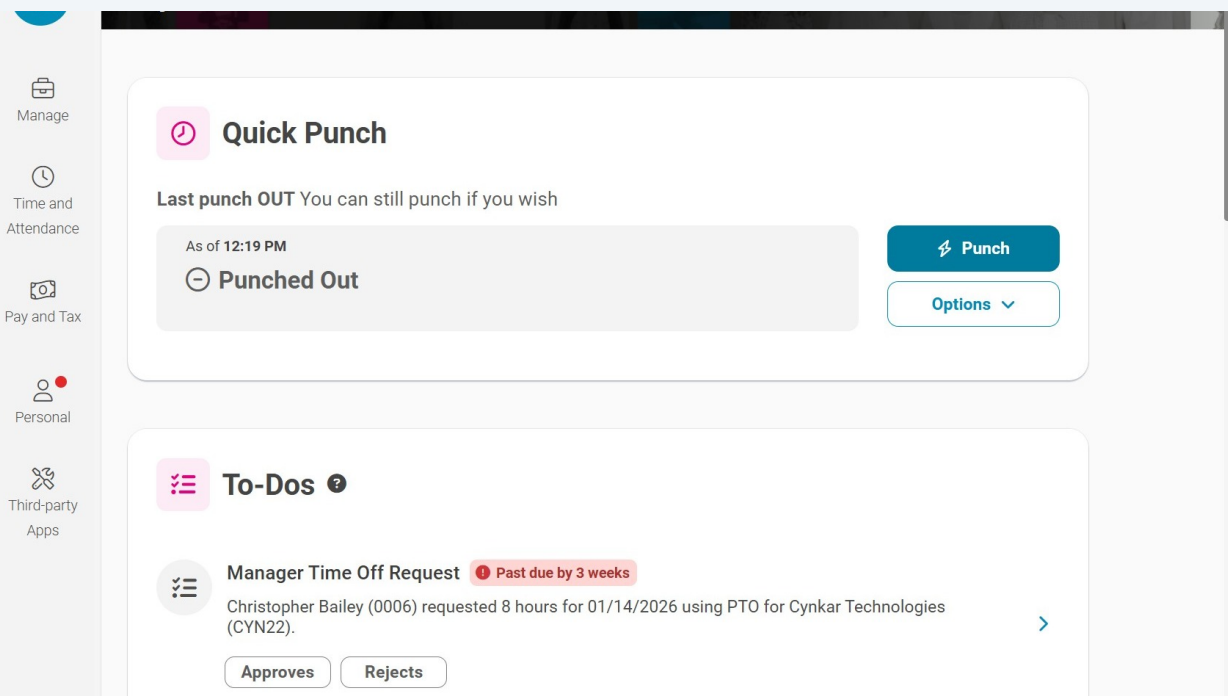 Manage
Time and
Attendance
Pay and Tax
Personal
Third-party
Apps
Quick Punch
Last punch OUT You can still punch if you wish
As of 12:19 PM
Punched Out
Punch
Options
To-Dos
Manager Time Off Request Past due by 3 weeks
Christopher Bailey (0006) requested 8 hours for 01/14/2026 using PTO for Cynkar Technologies
(CYN22).
Approves Rejects